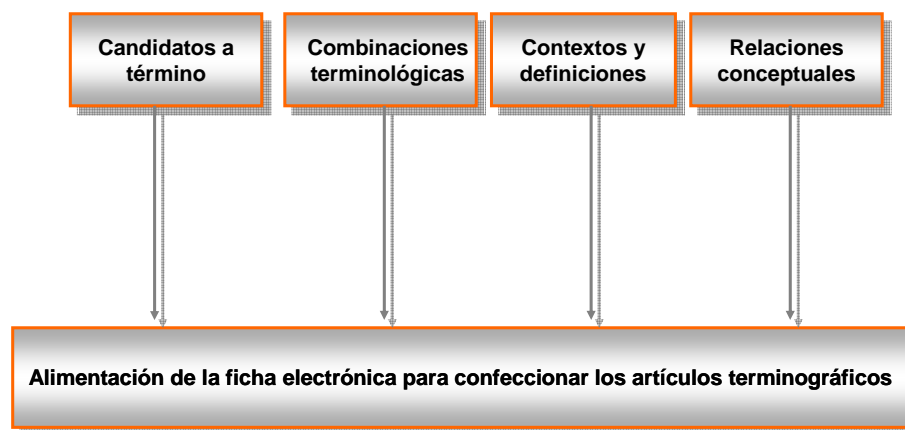 Candidatos a
término
Combinaciones
terminológicas
Contextos y
definiciones
Relaciones
conceptuales
Alimentación de la ficha electrónica para confeccionar los artículos terminográficos